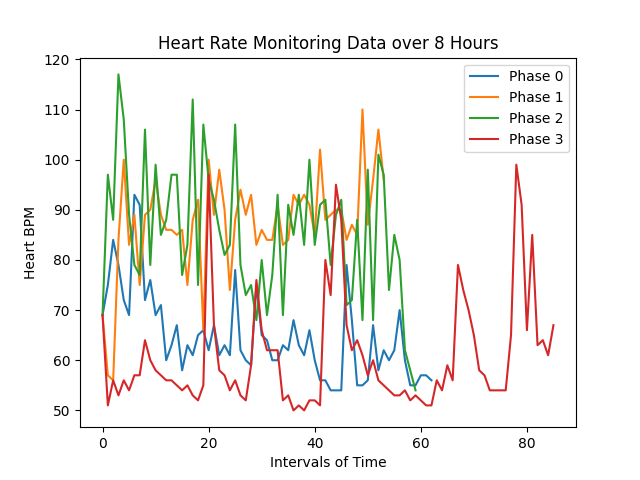 Heart Rate Monitoring Data over 8 Hours
Phase 0
Phase 1
Phase 2
Phase 3
120
110
100
90
80
70
60
50
Heart BPM
0
20
40
60
80
Intervals of Time